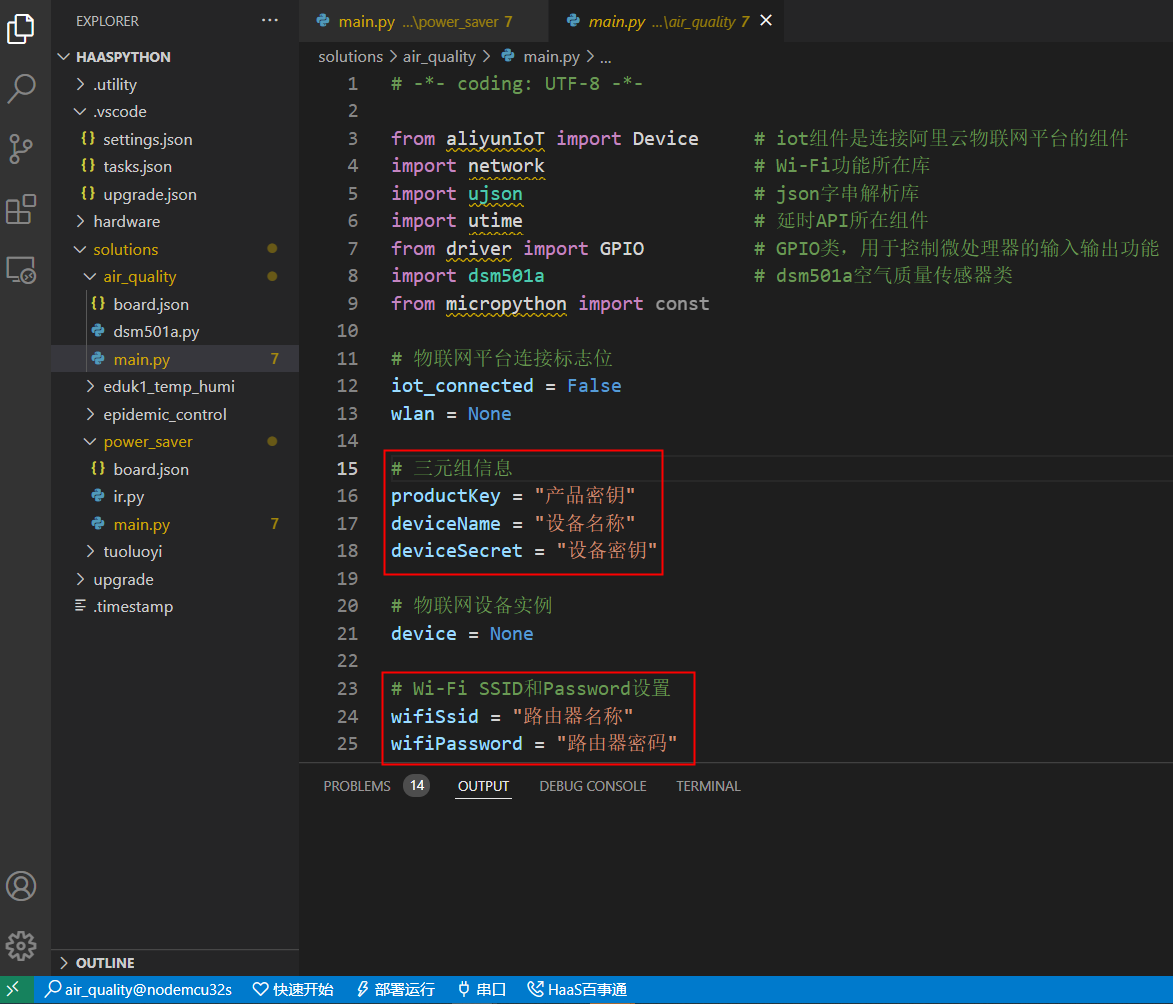 EXPLORER
HAASPYTHON
.utility
.vscode
{} settings.json
{} tasks.json
{} upgrade.json
hardware
solutions
air_quality
{} board.json
dsm501a.py
main.py 7
eduk1_temp_humi
epidemic_control
power_saver
{} board.json
ir.py
main.py 7
tuoluoyi
upgrade
.timestamp
OUTLINE
main.py ...\power_saver 7
main.py ...\air_quality 7
solutions > air_quality > main.py > ...
1 # -*- coding: UTF-8 -*-
2
3 from aliyunIoT import Device # iot组件是连接阿里云物联网平台的组件
4 import network # Wi-Fi功能所在库
5 import ujson # json字串解析库
6 import utime # 延时API所在组件
7 from driver import GPIO # GPIO类，用于控制微处理器的输入输出功能
8 import dsm501a # dsm501a空气质量传感器类
9 from micropython import const
10
11 # 物联网平台连接标志位
12 iot_connected = False
13 wlan = None
14
15 # 三元组信息
16 productKey = "产品密钥"
17 deviceName = "设备名称"
18 deviceSecret = "设备密钥"
19
20 # 物联网设备实例
21 device = None
22
23 # Wi-Fi SSID和Password设置
24 wifiSsid = "路由器名称"
25 wifiPassword = "路由器密码"
PROBLEMS 14 OUTPUT DEBUG CONSOLE TERMINAL
air_quality@nodemcu32s 快速开始 部署运行 串口 HaaS百事通